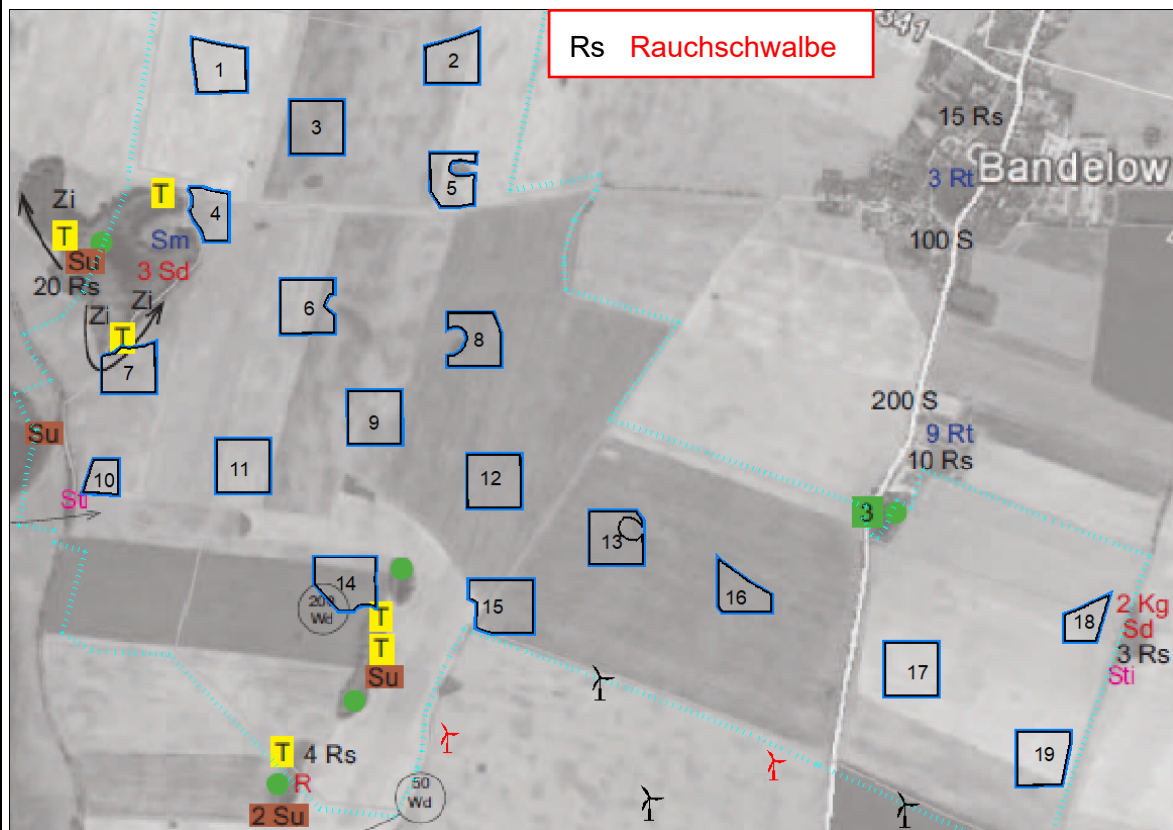 Rs Rauchschwalbe
341
1
2
3
15 Rs
Bandelow
3 Rt
5
T
Zi
4
T
Sm
100 S
Su
3 Sd
20 Rs
Zi
Zi
6
T
8
7
200 S
9
Su
9 Rt
10 Rs
11
10
12
Sti
3
13
14
200
Wd
15
16
T
18
2 Kg
Sd
T
3 Rs
Su
17
Sti
T
4 Rs
19
R
50
Wd
2 Su